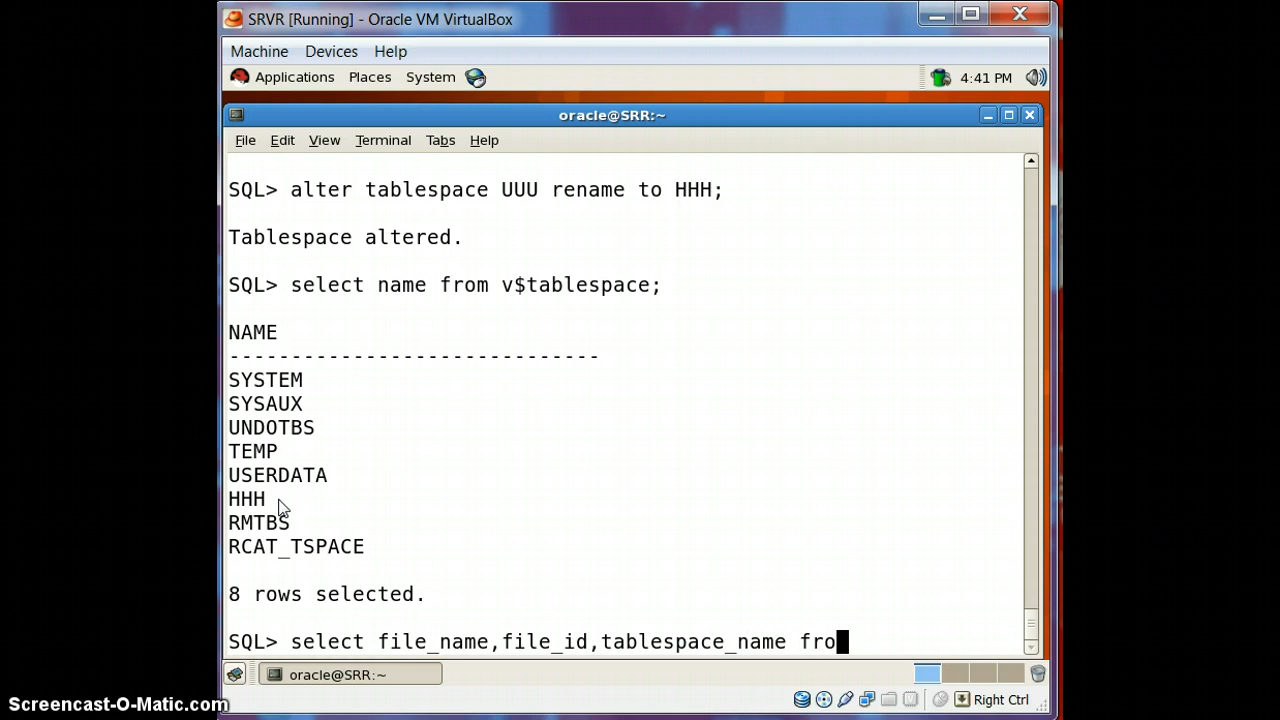 SRVR [Running] - Oracle VM VirtualBox
Machine Devices Help
Applications Places System 4:41 PM
oracle@SRR:~
File Edit View Terminal Tabs Help
SQL> alter tablespace UUU rename to HHH;
Tablespace altered.
SQL> select name from v$tablespace;
NAME
------------------------------
SYSTEM
SYSAUX
UNDOTBS
TEMP
USERDATA
HHH
RMTBS
RCAT_TSPACE
8 rows selected.
SQL> select file_name,file_id,tablespace_name fro
oracle@SRR:~
Right Ctrl
Screencast-O-Matic.com